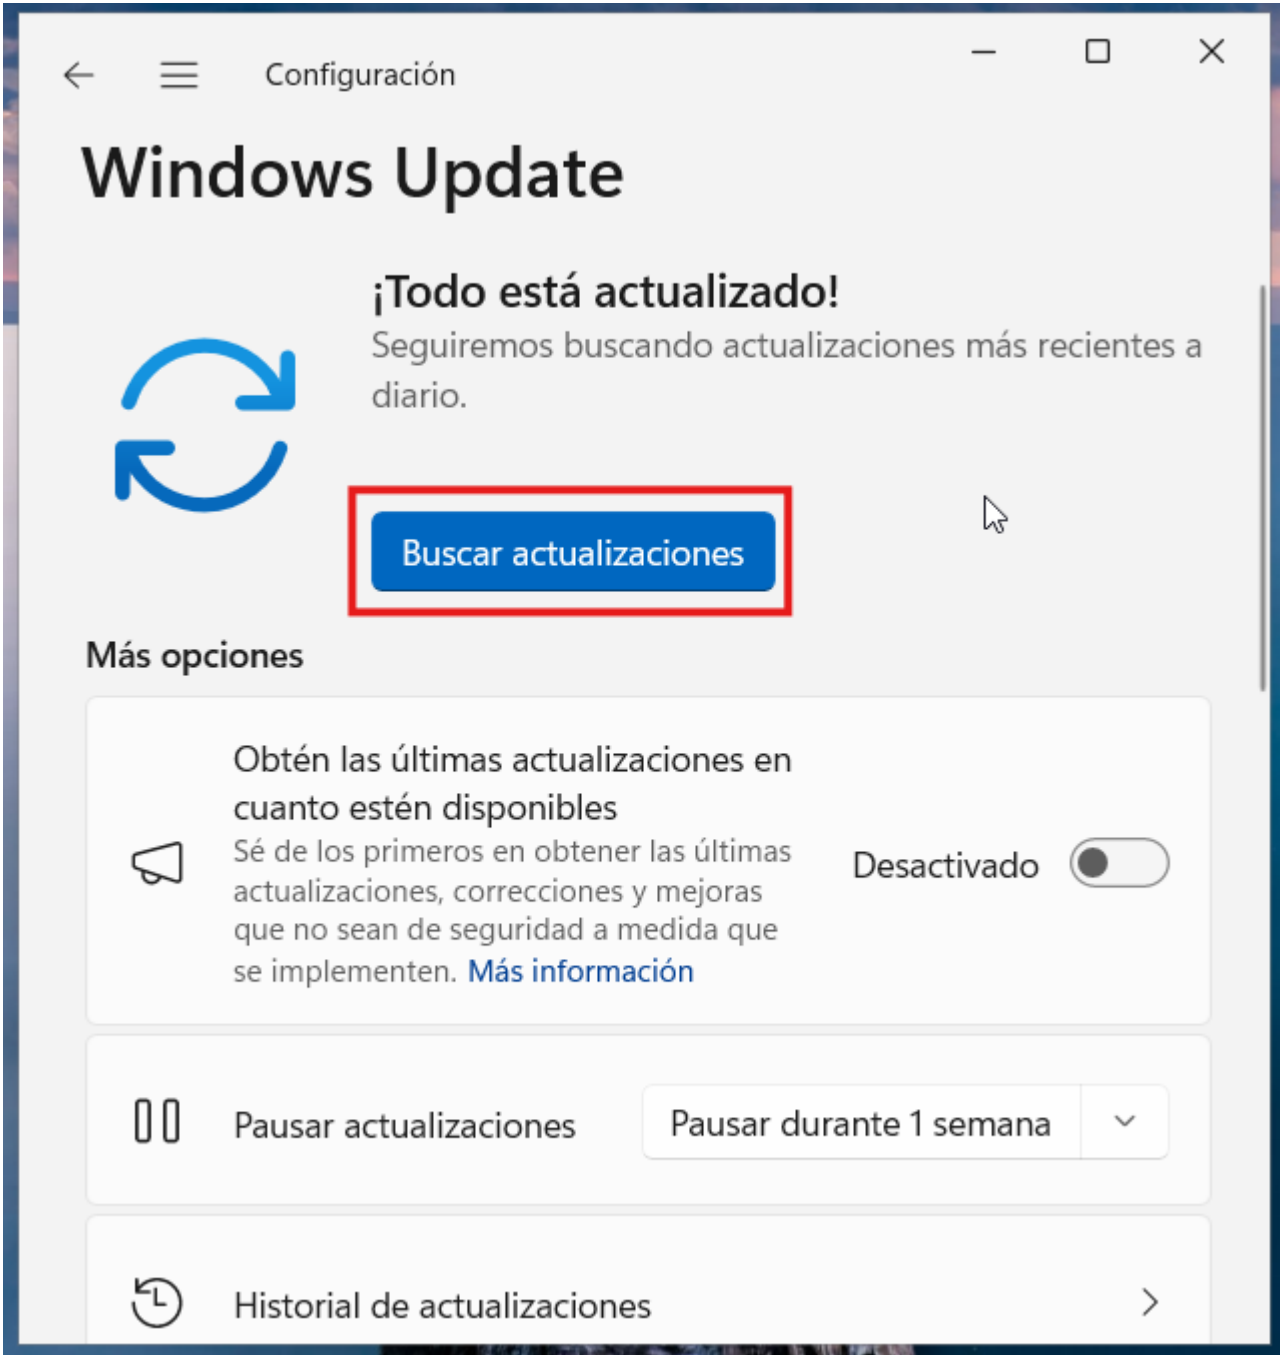 Configuración
Windows Update
¡Todo está actualizado!
Seguiremos buscando actualizaciones más recientes a
diario.
Buscar actualizaciones
Más opciones
Obtén las últimas actualizaciones en
cuanto estén disponibles
Sé de los primeros en obtener las últimas
actualizaciones, correcciones y mejoras
que no sean de seguridad a medida que
se implementen. Más información
Desactivado
Pausar actualizaciones
Pausar durante 1 semana
Historial de actualizaciones